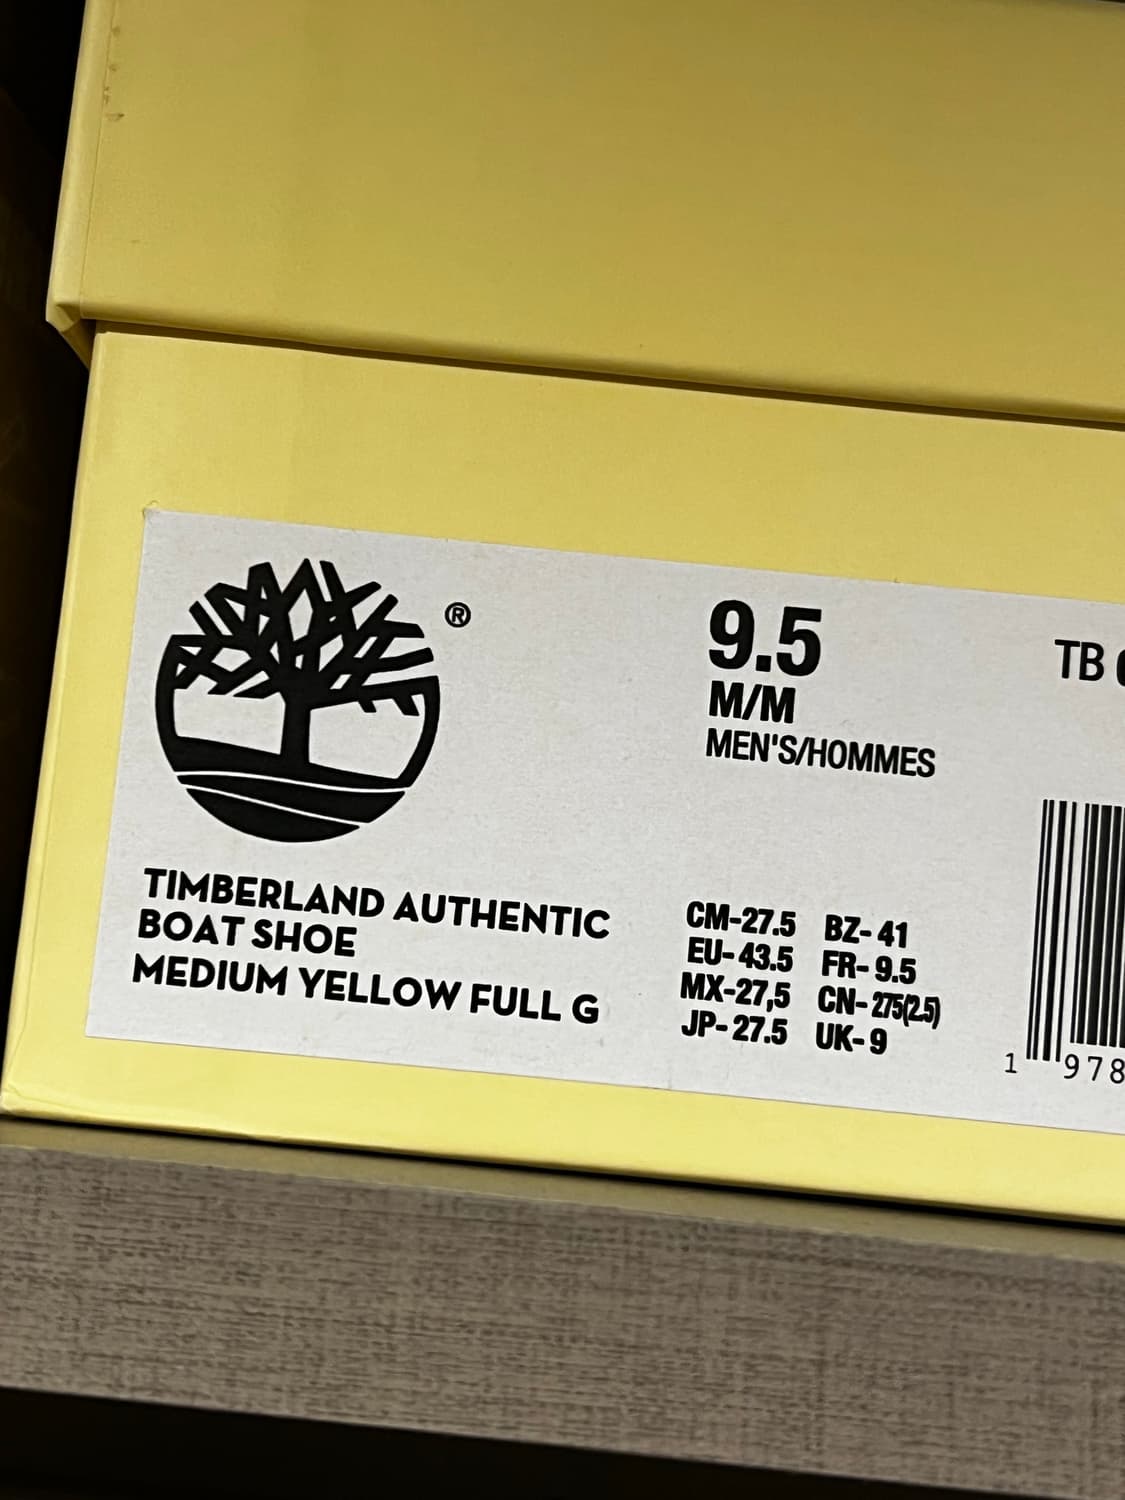 ®
9.5
M/M
MEN'S/HOMMES
TB
TIMBERLAND AUTHENTIC
BOAT SHOE
MEDIUM YELLOW FULL G
CM-27.5 BZ-41
EU-43.5 FR-9.5
MX-27,5 CN-275(2.5)
JP-27.5 UK-9
1 978